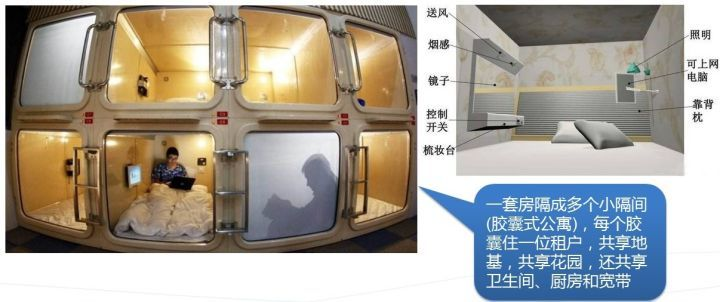 送风
烟感
镜子
控制
开关
梳妆台
照明
可上网
电脑
靠背
枕
一套房隔成多个小隔间
(胶囊式公寓)，每个胶
囊住一位租户，共享地
基，共享花园，还共享
卫生间、厨房和宽带